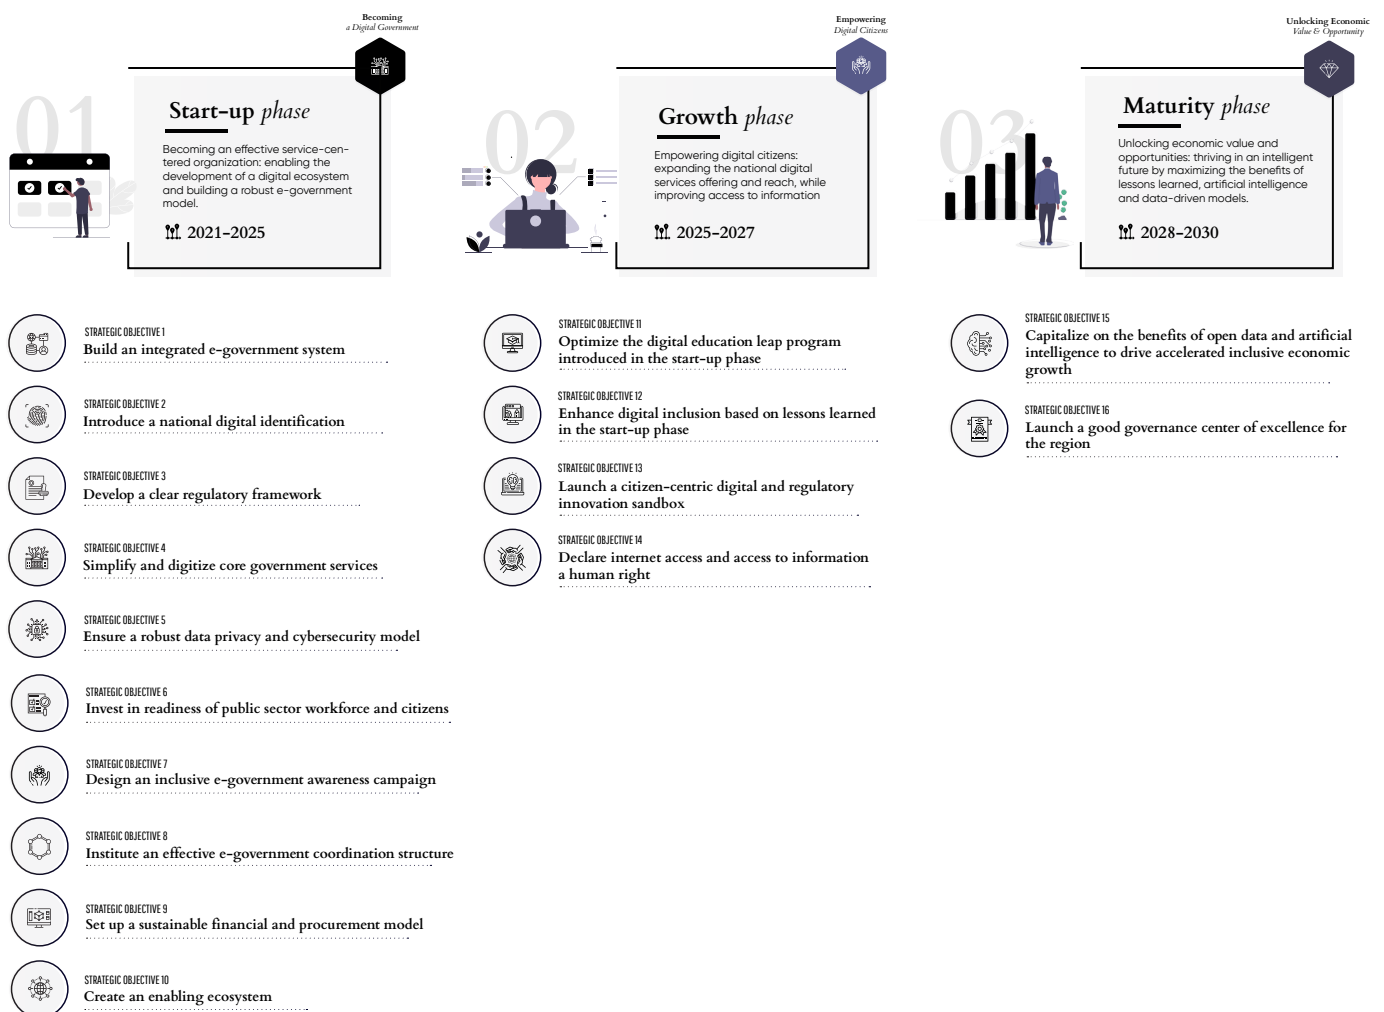 Becoming
a Digital Government
01
Start-up phase
Becoming an effective service-cen-
tered organization: enabling the
development of a digital ecosystem
and building a robust e-government
model.
2021-2025
STRATEGIC OBJECTIVE 1
Build an integrated e-government system
STRATEGIC OBJECTIVE 2
Introduce a national digital identification
STRATEGIC OBJECTIVE 3
Develop a clear regulatory framework
STRATEGIC OBJECTIVE 4
Simplify and digitize core government services
STRATEGIC OBJECTIVE 5
Ensure a robust data privacy and cybersecurity model
STRATEGIC OBJECTIVE 6
Invest in readiness of public sector workforce and citizens
STRATEGIC OBJECTIVE 7
Design an inclusive e-government awareness campaign
STRATEGIC OBJECTIVE 8
Institute an effective e-government coordination structure
STRATEGIC OBJECTIVE 9
Set up a sustainable financial and procurement model
STRATEGIC OBJECTIVE 10
Create an enabling ecosystem
Empowering
Digital Citizens
02
Growth phase
Empowering digital citizens:
expanding the national digital
services offering and reach, while
improving access to information
2025-2027
STRATEGIC OBJECTIVE 11
Optimize the digital education leap program
introduced in the start-up phase
STRATEGIC OBJECTIVE 12
Enhance digital inclusion based on lessons learned
in the start-up phase
STRATEGIC OBJECTIVE 13
Launch a citizen-centric digital and regulatory
innovation sandbox
STRATEGIC OBJECTIVE 14
Declare internet access and access to information
a human right
Unlocking Economic
Value & Opportunity
03
Maturity phase
Unlocking economic value and
opportunities: thriving in an intelligent
future by maximizing the benefits of
lessons learned, artificial intelligence
and data-driven models.
2028-2030
STRATEGIC OBJECTIVE 15
Capitalize on the benefits of open data and artificial
intelligence to drive accelerated inclusive economic
growth
STRATEGIC OBJECTIVE 16
Launch a good governance center of excellence for
the region